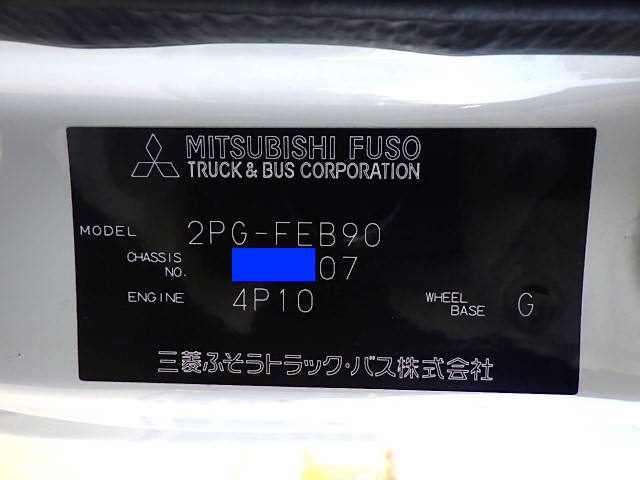 MITSUBISHI FUSO
TRUCK & BUS CORPORATION
MODEL 2PG-FEB90
CHASSIS NO. 07
ENGINE 4P10 WHEEL BASE G
三菱ふそうトラック・バス株式会社